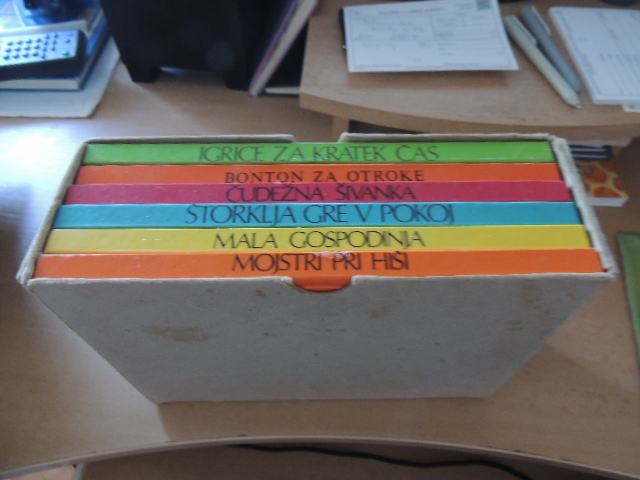 IGRICE ZA KRATEK ČAS
BONTON ZA OTROKE
ČUDEŽNA ŠIVANKA
ŠTORKLJA GRE V POKOJ
MALA GOSPODINJA
MOJSTRI PRI HIŠI